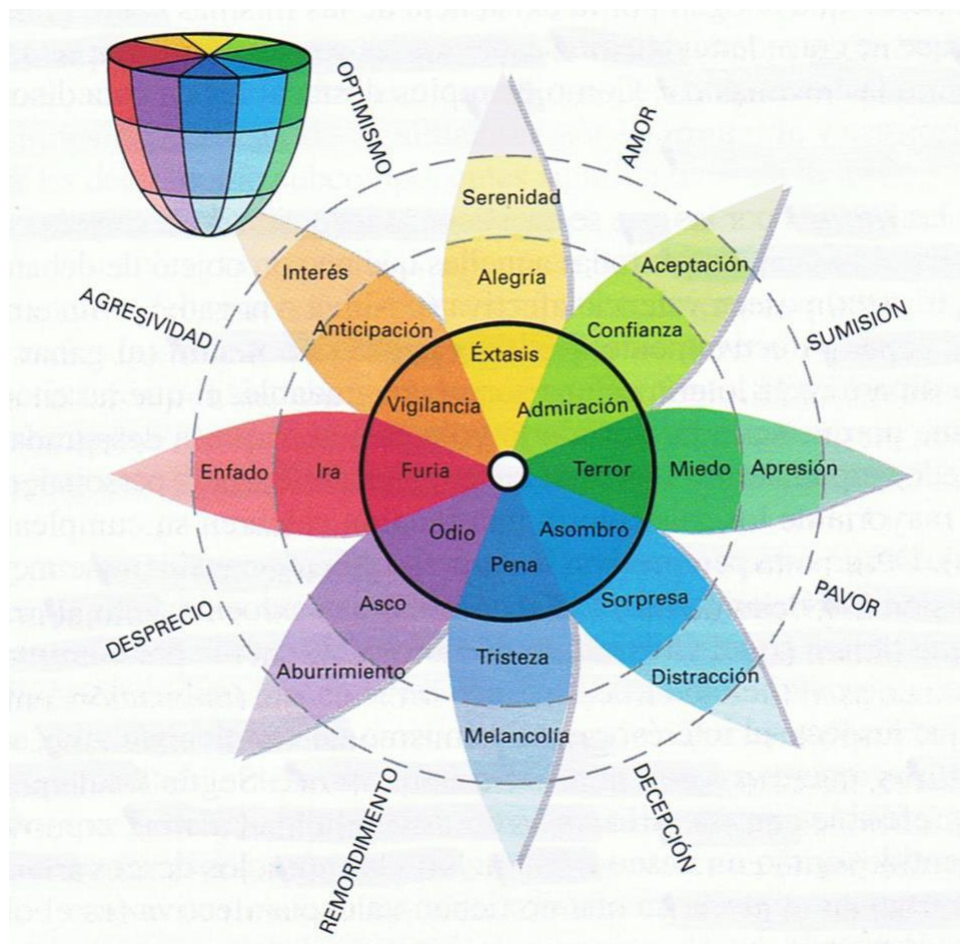 OPTIMISMO
AMOR
Serenidad
Interés
Alegría
Aceptación
AGRESIVIDAD
SUMISIÓN
Anticipación
Confianza
Éxtasis
Vigilancia
Admiración
Enfado
Ira
Furia
Terror
Miedo
Apresión
Odio
Asombro
Pena
Asco
Sorpresa
DESPRECIO
PAVOR
Aburrimiento
Tristeza
Distracción
Melancolía
REMORDIMIENTO
DECEPCIÓN